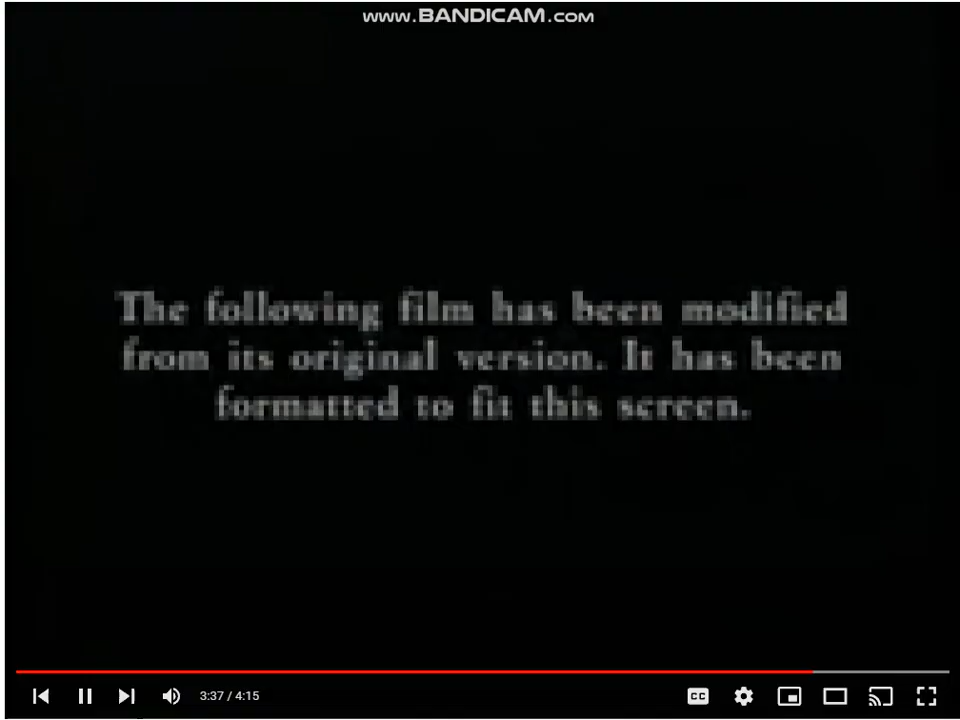 www.BANDICAM.COM
The following film has been modified
from its original version. It has been
formatted to fit this screen.
3:37 / 4:15
CC